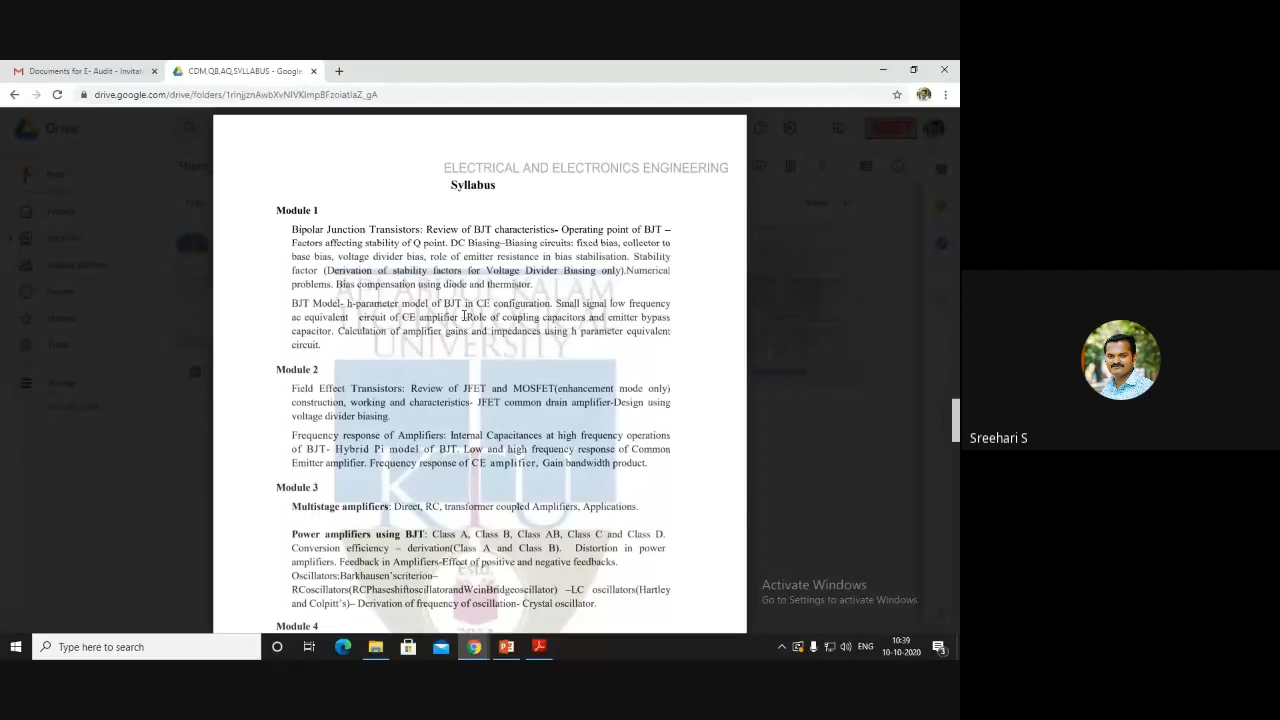 Documents for E- Audit - Invitat
CDM,QB,AQ,SYLLABUS - Google
Drive
ELECTRICAL AND ELECTRONICS ENGINEERING
Syllabus
Module 1
Bipolar Junction Transistors: Review of BJT characteristics- Operating point of BJT –
Factors affecting stability of Q point. DC Biasing–Biasing circuits: fixed bias, collector to
base bias, voltage divider bias, role of emitter resistance in bias stabilisation. Stability
factor (Derivation of stability factors for Voltage Divider Biasing only).Numerical
problems. Bias compensation using diode and thermistor.
BJT Model- h-parameter model of BJT in CE configuration. Small signal low frequency
ac equivalent circuit of CE amplifier –Role of coupling capacitors and emitter bypass
capacitor. Calculation of amplifier gains and impedances using h parameter equivalent
circuit.
Module 2
Field Effect Transistors: Review of JFET and MOSFET(enhancement mode only)
construction, working and characteristics- JFET common drain amplifier-Design using
voltage divider biasing.
Frequency response of Amplifiers: Internal Capacitances at high frequency operations
of BJT- Hybrid Pi model of BJT. Low and high frequency response of Common
Emitter amplifier. Frequency response of CE amplifier, Gain bandwidth product.
Module 3
Multistage amplifiers: Direct, RC, transformer coupled Amplifiers, Applications.
Power amplifiers using BJT: Class A, Class B, Class AB, Class C and Class D.
Conversion efficiency – derivation(Class A and Class B). Distortion in power
amplifiers. Feedback in Amplifiers-Effect of positive and negative feedbacks.
Oscillators:Barkhausen'scriterion–
RCoscillators(RCPhaseshiftoscillatorandWeinBridgeoscillator) –LC oscillators(Hartley
and Colpitt's)– Derivation of frequency of oscillation- Crystal oscillator.
Module 4
UNIVERSITY
KTU
Estd.
2014
Activate Windows
Go to Settings to activate Windows.
Type here to search
ENG
10:39
10-10-2020
3
Sreehari S